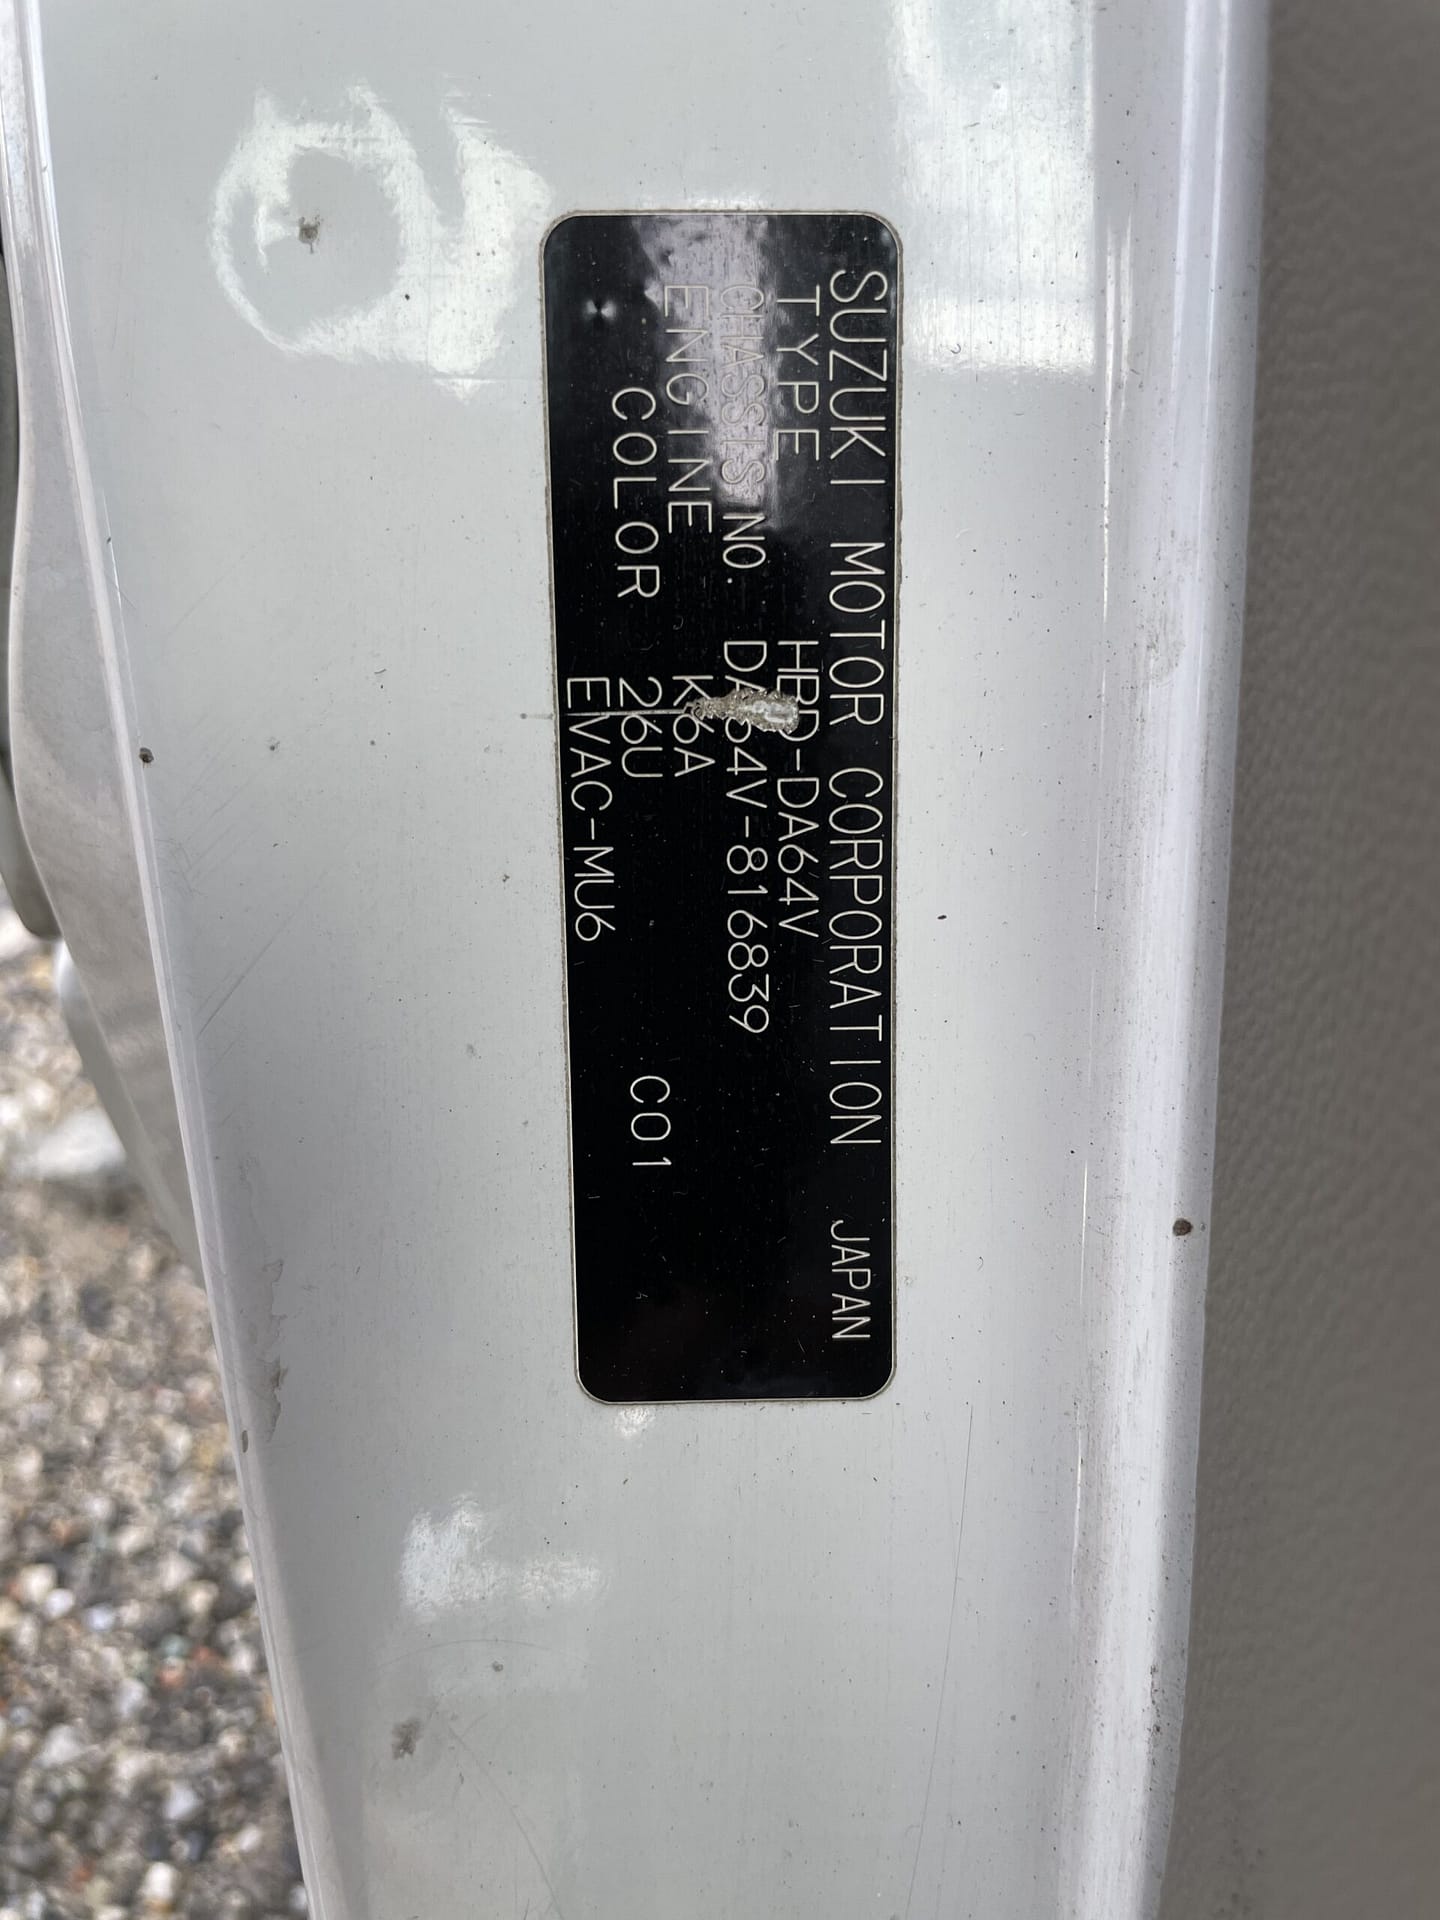 SUZUKI MOTOR CORPORATION JAPAN
TYPE HBD-DA64V
CHASSIS NO. DA64V-816839
ENGINE K6A
COLOR 26U C01
EVAC-MU6